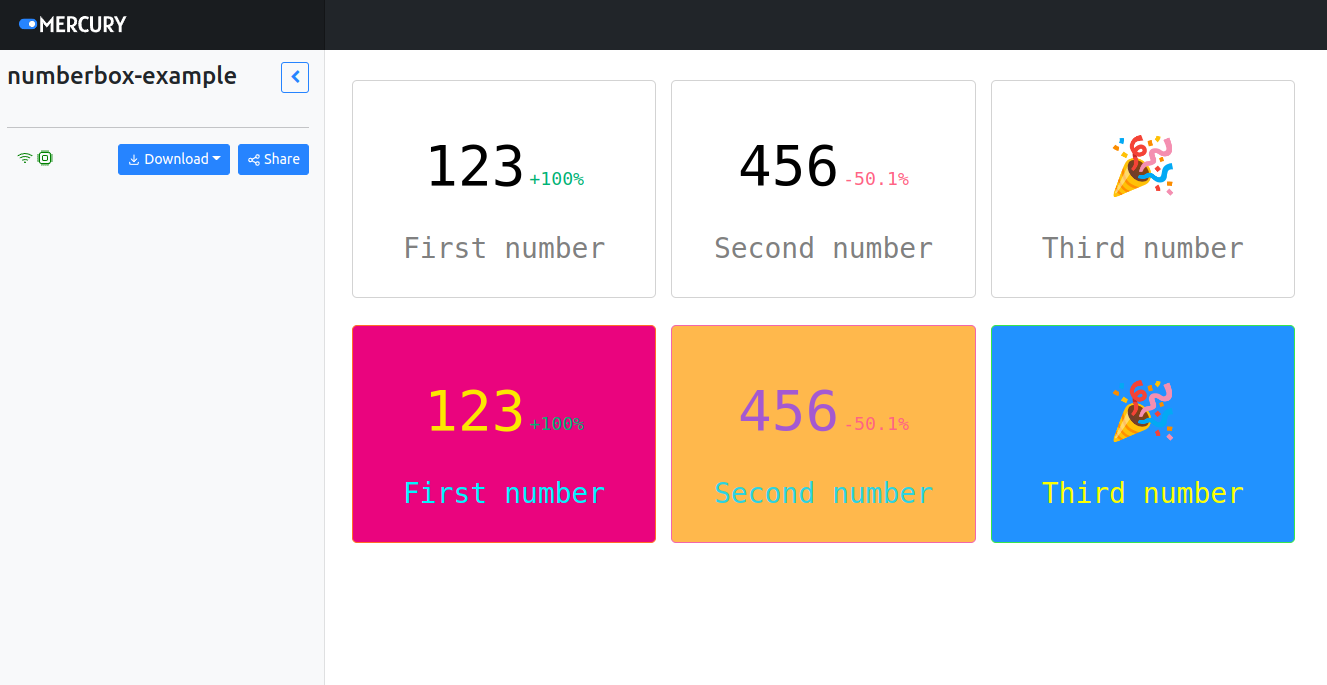 MERCURY
numberbox-example
Download
Share
123 +100%
First number
456 -50.1%
Second number
🎉
Third number
123 +100%
First number
456 -50.1%
Second number
🎉
Third number